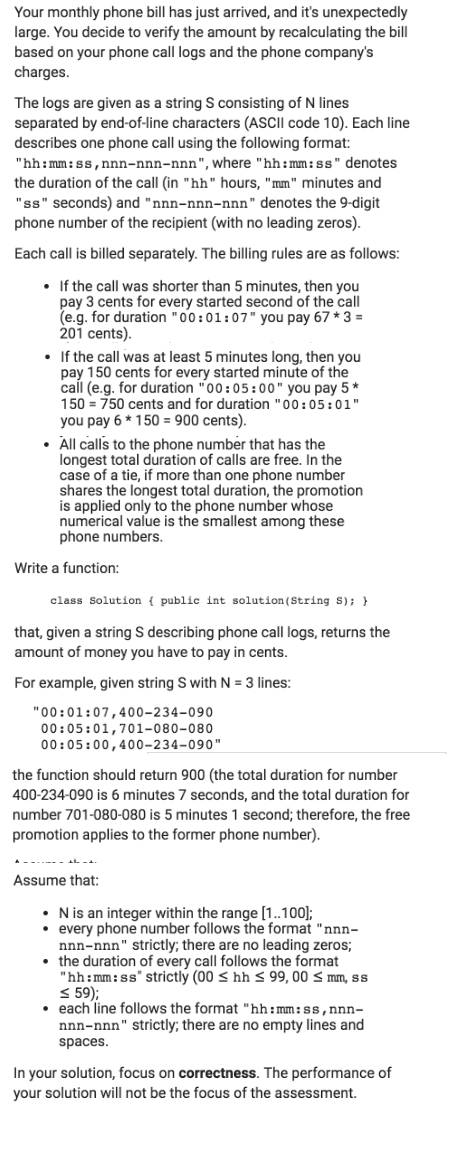 Your monthly phone bill has just arrived, and it's unexpectedly
large. You decide to verify the amount by recalculating the bill
based on your phone call logs and the phone company's
charges.
The logs are given as a string S consisting of N lines
separated by end-of-line characters (ASCII code 10). Each line
describes one phone call using the following format:
"hh:mm:ss,nnn-nnn-nnn", where "hh:mm:ss" denotes
the duration of the call (in "hh" hours, "mm" minutes and
"ss" seconds) and "nnn-nnn-nnn" denotes the 9-digit
phone number of the recipient (with no leading zeros).
Each call is billed separately. The billing rules are as follows:
• If the call was shorter than 5 minutes, then you
pay 3 cents for every started second of the call
(e.g. for duration "00:01:07" you pay 67 * 3 =
201 cents).
• If the call was at least 5 minutes long, then you
pay 150 cents for every started minute of the
call (e.g. for duration "00:05:00" you pay 5 *
150 = 750 cents and for duration "00:05:01"
you pay 6 * 150 = 900 cents).
• All calls to the phone number that has the
longest total duration of calls are free. In the
case of a tie, if more than one phone number
shares the longest total duration, the promotion
is applied only to the phone number whose
numerical value is the smallest among these
phone numbers.
Write a function:
class Solution { public int solution(String S); }
that, given a string S describing phone call logs, returns the
amount of money you have to pay in cents.
For example, given string S with N = 3 lines:
"00:01:07,400-234-090
00:05:01,701-080-080
00:05:00,400-234-090"
the function should return 900 (the total duration for number
400-234-090 is 6 minutes 7 seconds, and the total duration for
number 701-080-080 is 5 minutes 1 second; therefore, the free
promotion applies to the former phone number).
Assume that:
• N is an integer within the range [1..100];
• every phone number follows the format "nnn-
nnn-nnn" strictly; there are no leading zeros;
• the duration of every call follows the format
"hh:mm:ss" strictly (00 ≤ hh ≤ 99, 00 ≤ mm, ss
≤ 59);
• each line follows the format "hh:mm:ss,nnn-
nnn-nnn" strictly; there are no empty lines and
spaces.
In your solution, focus on correctness. The performance of
your solution will not be the focus of the assessment.